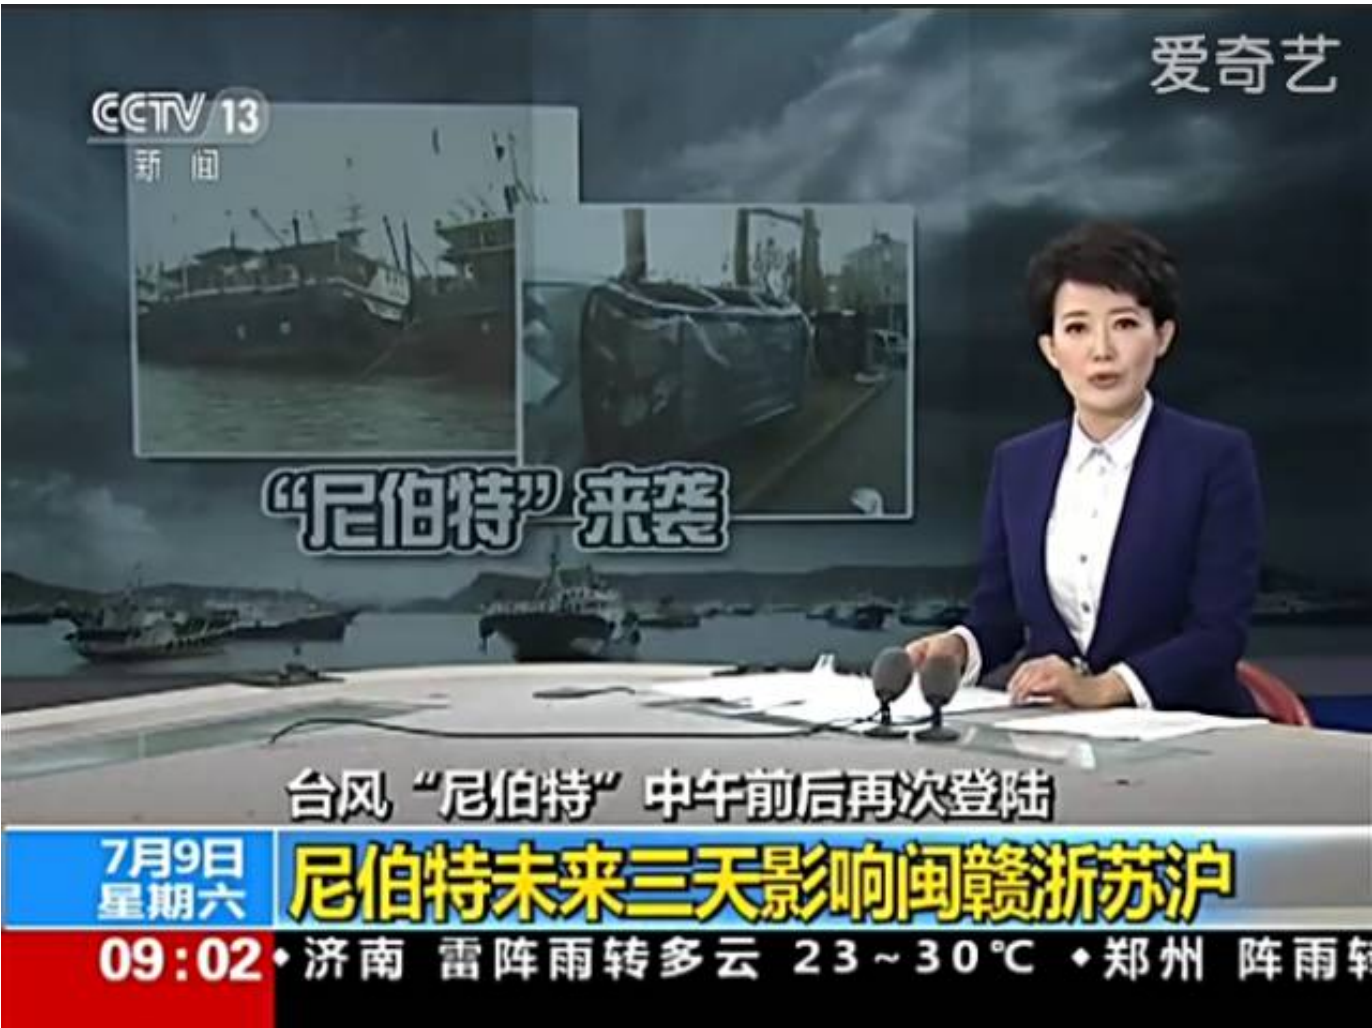 爱奇艺
CCTV 13
新 闻
“尼伯特”来袭
台风“尼伯特”中午前后再次登陆
7月9日
星期六
尼伯特未来三天影响闽赣浙苏沪
09:02
•济南 雷阵雨转多云 23~30℃ •郑州 阵雨转